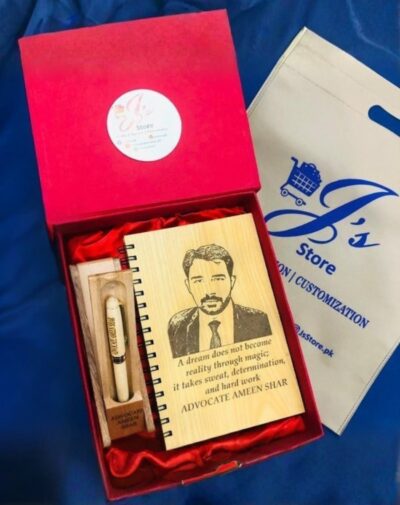 J's
Store
J's
Store
ON | CUSTOMIZATION
@JsStore.pk
A dream does not become
reality through magic;
it takes sweat, determination,
and hard work
ADVOCATE AMEEN SHAR
ADVOCATE
AMEEN
SHAR